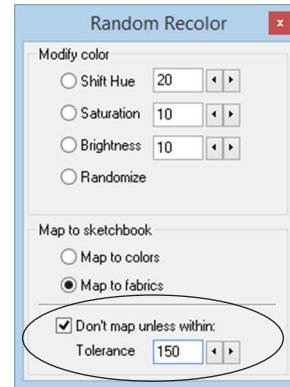 Random Recolor
x
Modify color
Shift Hue 20
Saturation 10
Brightness 10
Randomize
Map to sketchbook
Map to colors
Map to fabrics
Don't map unless within:
Tolerance 150